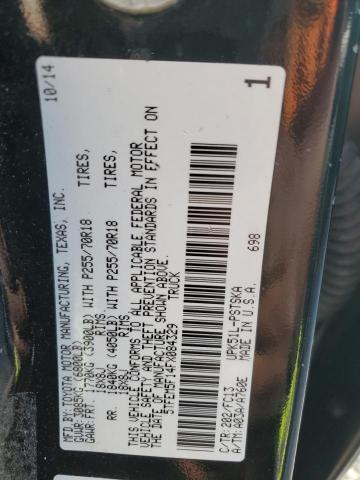 MFD. BY: TOYOTA MOTOR MANUFACTURING, TEXAS, INC. 10/14
GVWR: 3085KG (6800LB)
GAWR: FRT. 1770KG (3900LB) WITH P255/70R18 TIRES,
18X8J RIMS,
RR. 1840KG (4050LB) WITH P255/70R18 TIRES,
18X8J RIMS
THIS VEHICLE CONFORMS TO ALL APPLICABLE FEDERAL MOTOR
VEHICLE SAFETY AND THEFT PREVENTION STANDARDS IN EFFECT ON
THE DATE OF MANUFACTURE SHOWN ABOVE.
5TFEM5F14FX084329 TRUCK
1
698
C/TR: 202/FC13 UPK51L-PSTSKA
A/TM: A03A/A760E MADE IN U.S.A.